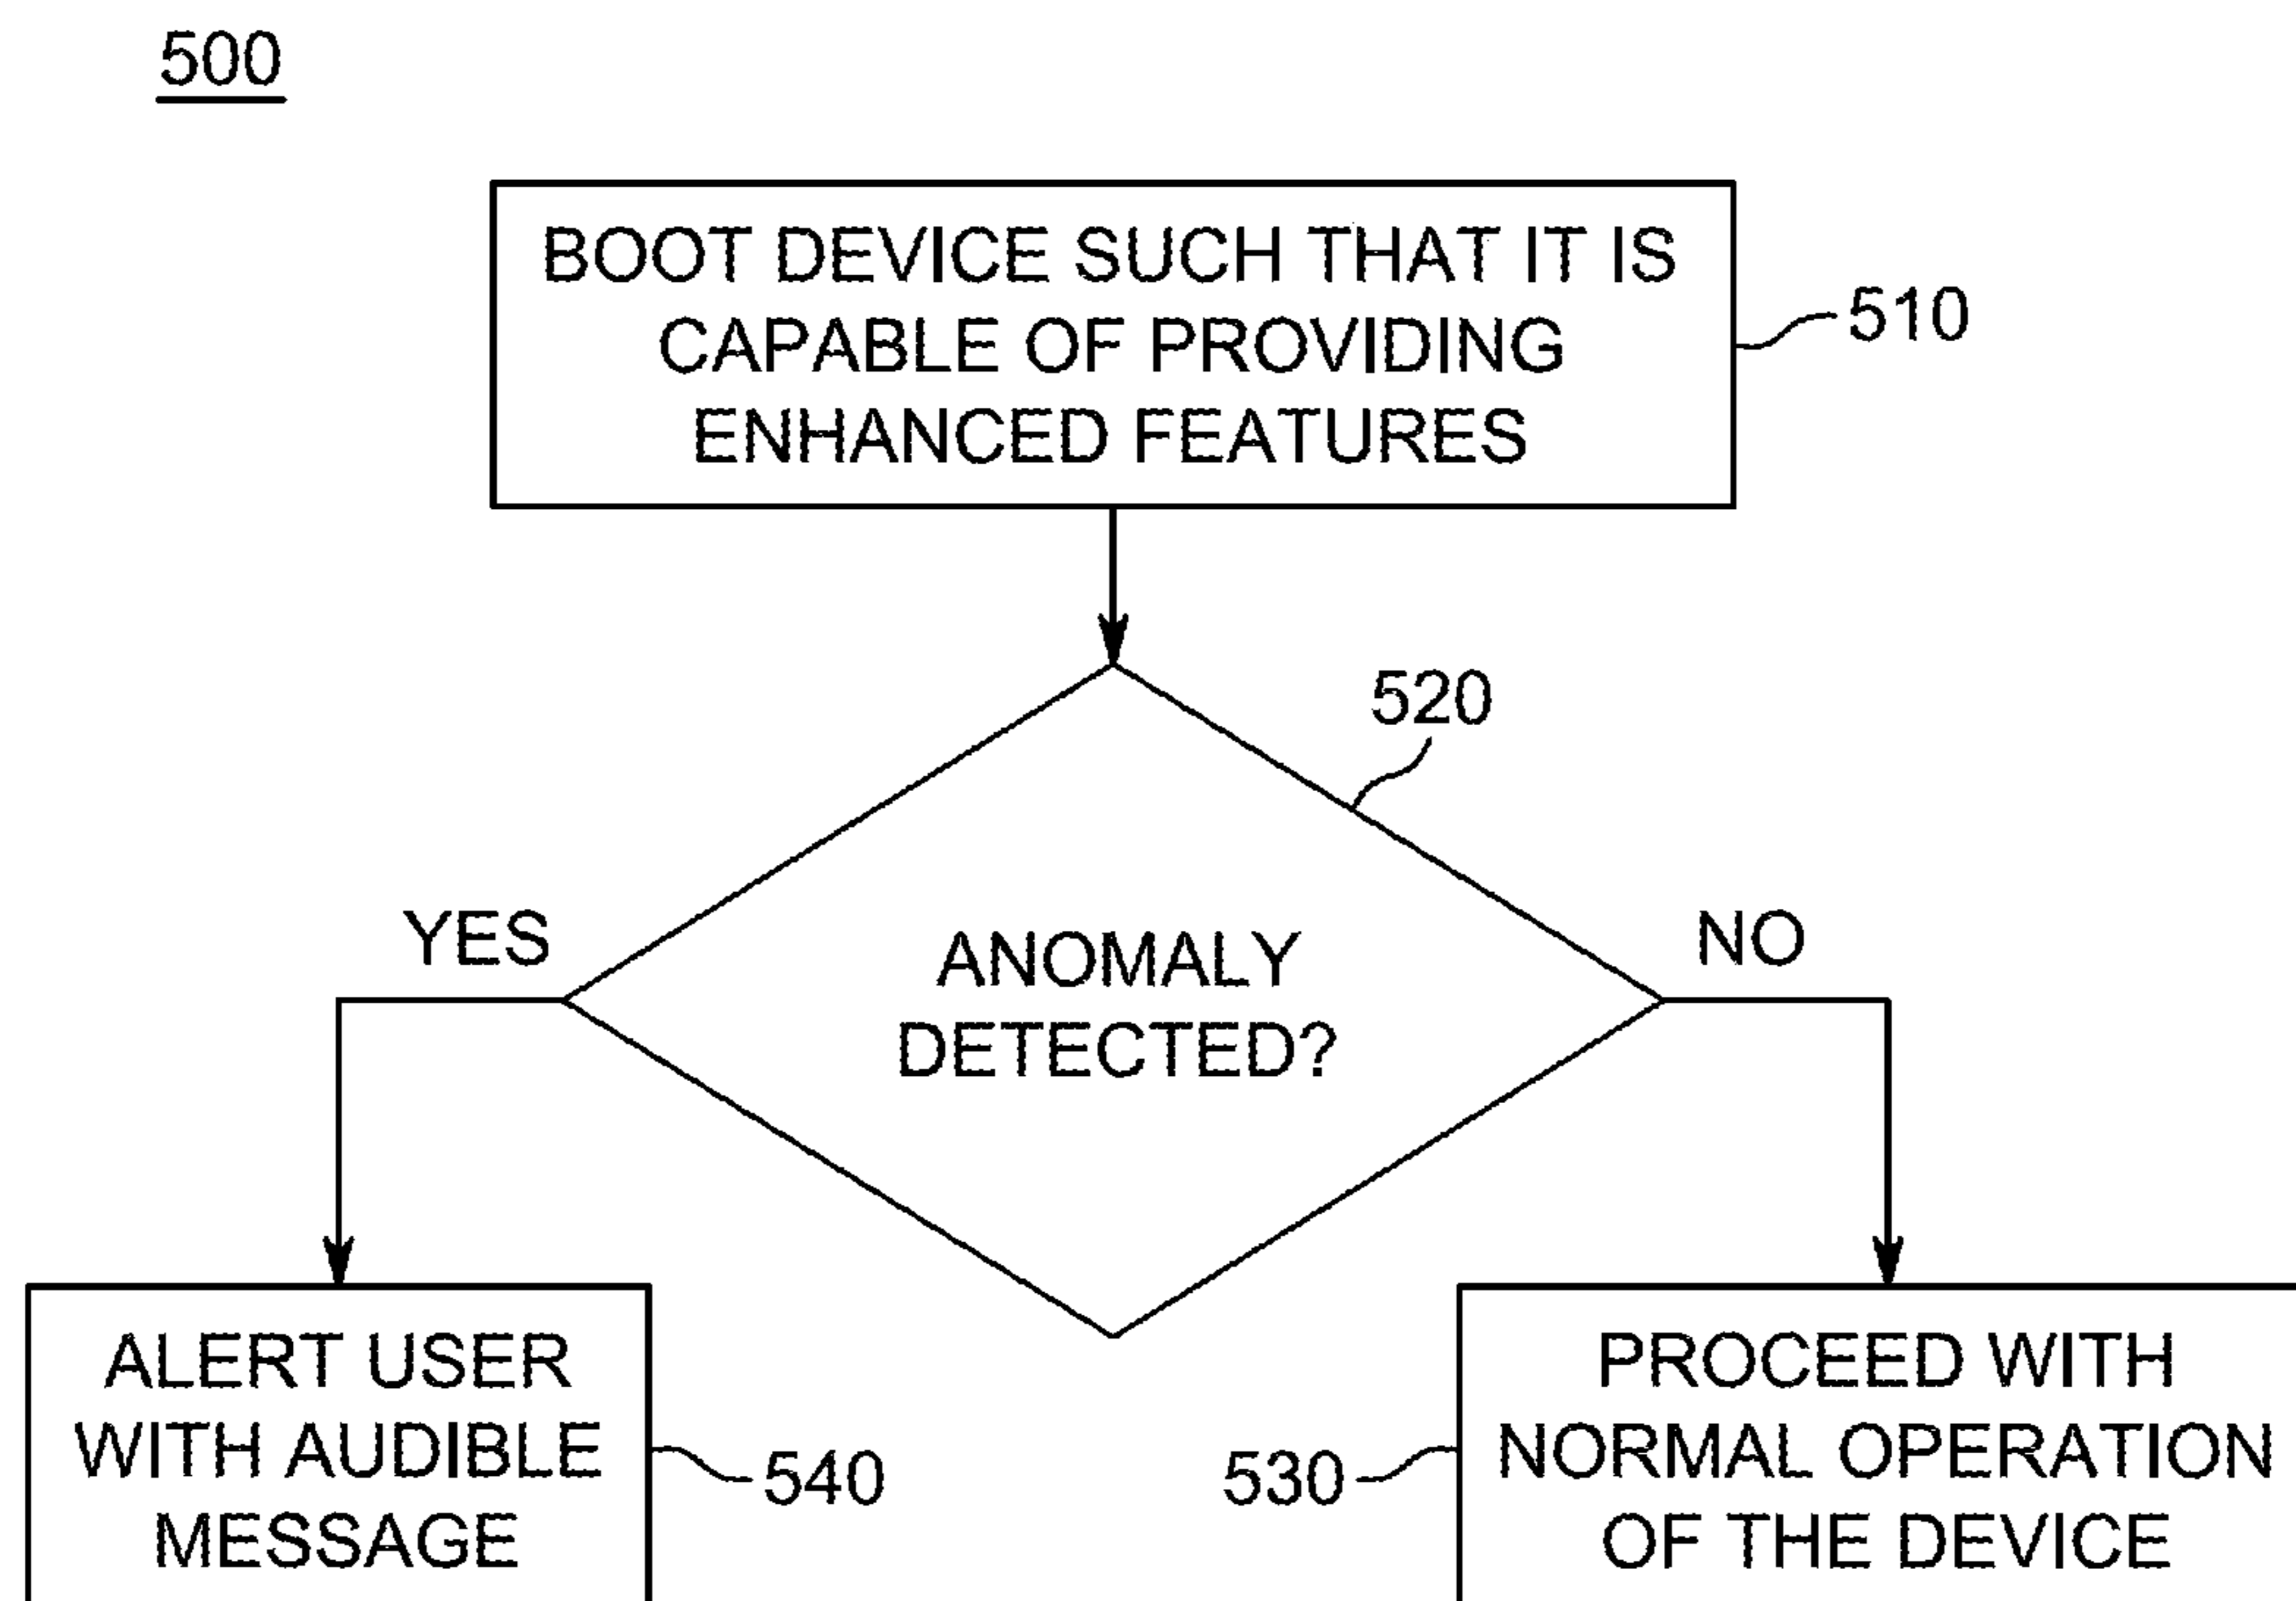 500
BOOT DEVICE SUCH THAT IT IS
CAPABLE OF PROVIDING
ENHANCED FEATURES
510
520
YES
ANOMALY
DETECTED?
NO
ALERT USER
WITH AUDIBLE
MESSAGE
540
530
PROCEED WITH
NORMAL OPERATION
OF THE DEVICE